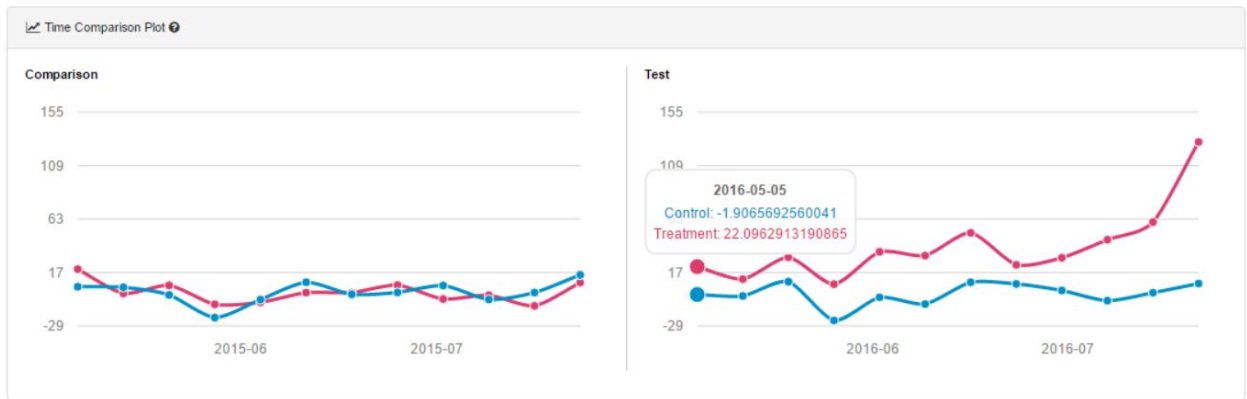 Time Comparison Plot
Comparison
155
109
63
17
-29
2015-06 2015-07
Test
155
109
63
17
-29
2016-06 2016-07
2016-05-05
Control: -1.9065692560041
Treatment: 22.0962913190865